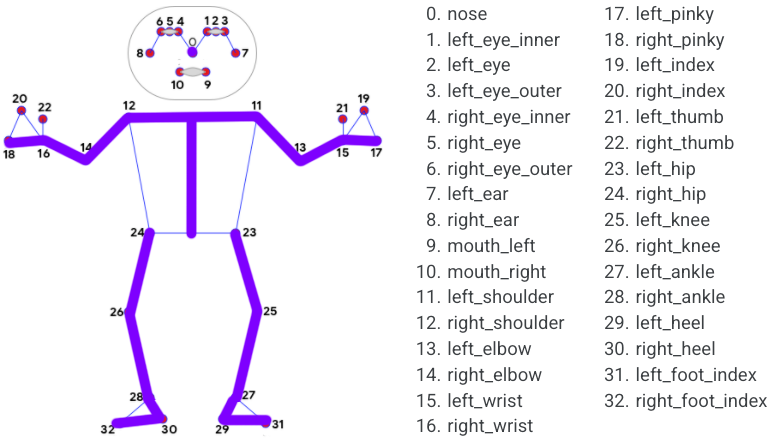 6 5 4 1 2 3
0
8 7
10 9
20 22 12 11 21 19
18 16 14 13 15 17
24 23
26 25
28 27
32 30 29 31
0. nose
1. left_eye_inner
2. left_eye
3. left_eye_outer
4. right_eye_inner
5. right_eye
6. right_eye_outer
7. left_ear
8. right_ear
9. mouth_left
10. mouth_right
11. left_shoulder
12. right_shoulder
13. left_elbow
14. right_elbow
15. left_wrist
16. right_wrist
17. left_pinky
18. right_pinky
19. left_index
20. right_index
21. left_thumb
22. right_thumb
23. left_hip
24. right_hip
25. left_knee
26. right_knee
27. left_ankle
28. right_ankle
29. left_heel
30. right_heel
31. left_foot_index
32. right_foot_index